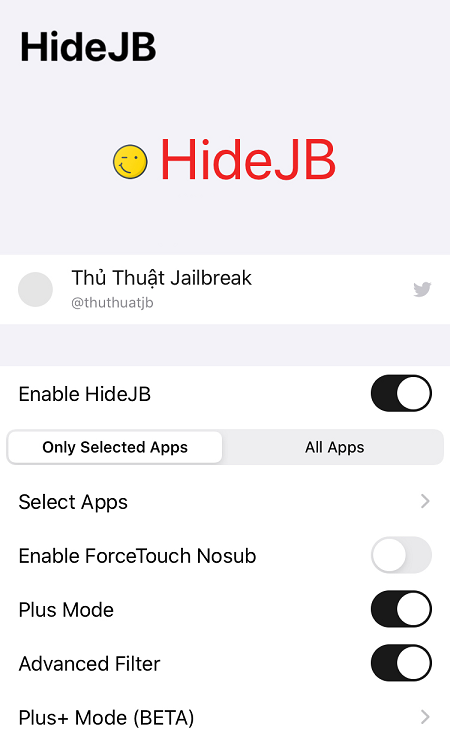 HideJB
HideJB
Thủ Thuật Jailbreak
@thuthuatjb
Enable HideJB
Only Selected Apps
All Apps
Select Apps
Enable ForceTouch Nosub
Plus Mode
Advanced Filter
Plus+ Mode (BETA)